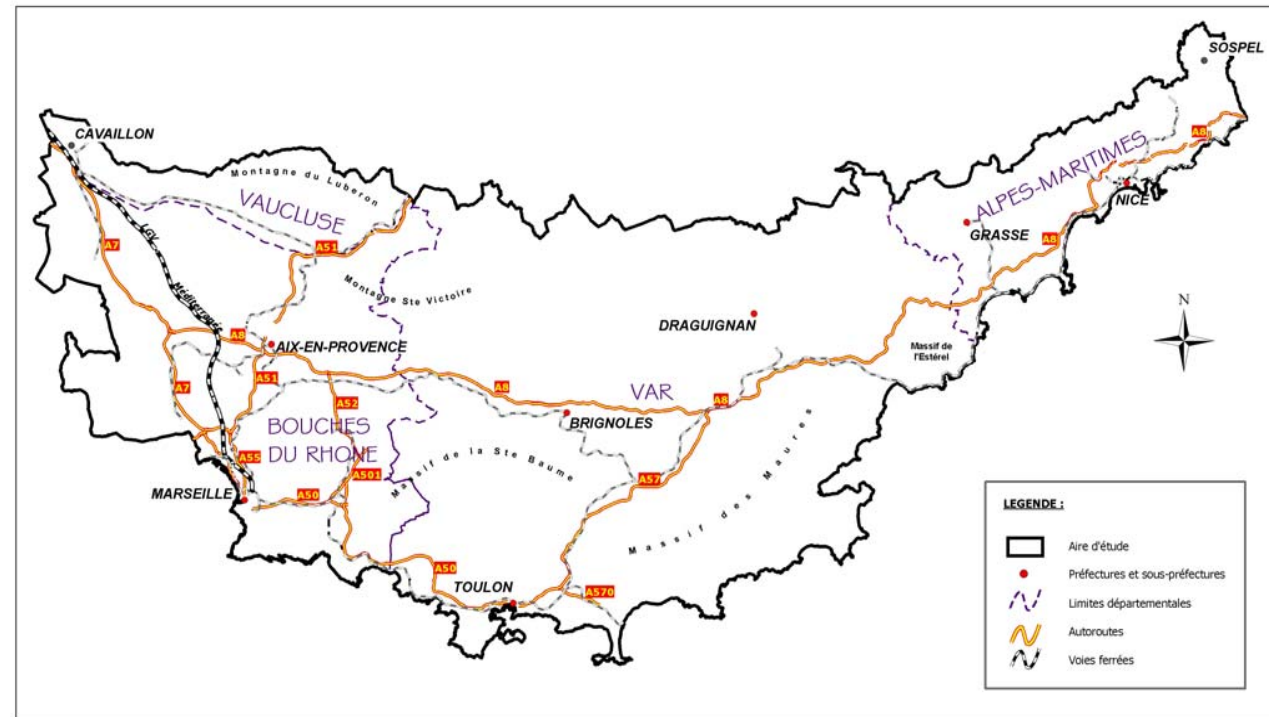 SOSPEL
CAVAILLON
A8
Montagne du Luberon
ALPES-MARITIMES
VAUCLUSE
NICE
GRASSE
A8
A7
LGV
Méditerranée
A51
Montagne Ste Victoire
N
DRAGUIGNAN
A8
AIX-EN-PROVENCE
Massif de
l'Estérel
A7
A51
A8
VAR
A8
A52
BRIGNOLES
BOUCHES
DU RHONE
A55
Massif de la Ste Baume
A501
A57
Massif des Maures
MARSEILLE
A50
A50
TOULON
A570
LEGENDE :
Aire d'étude
Préfectures et sous-préfectures
Limites départementales
Autoroutes
Voies ferrées